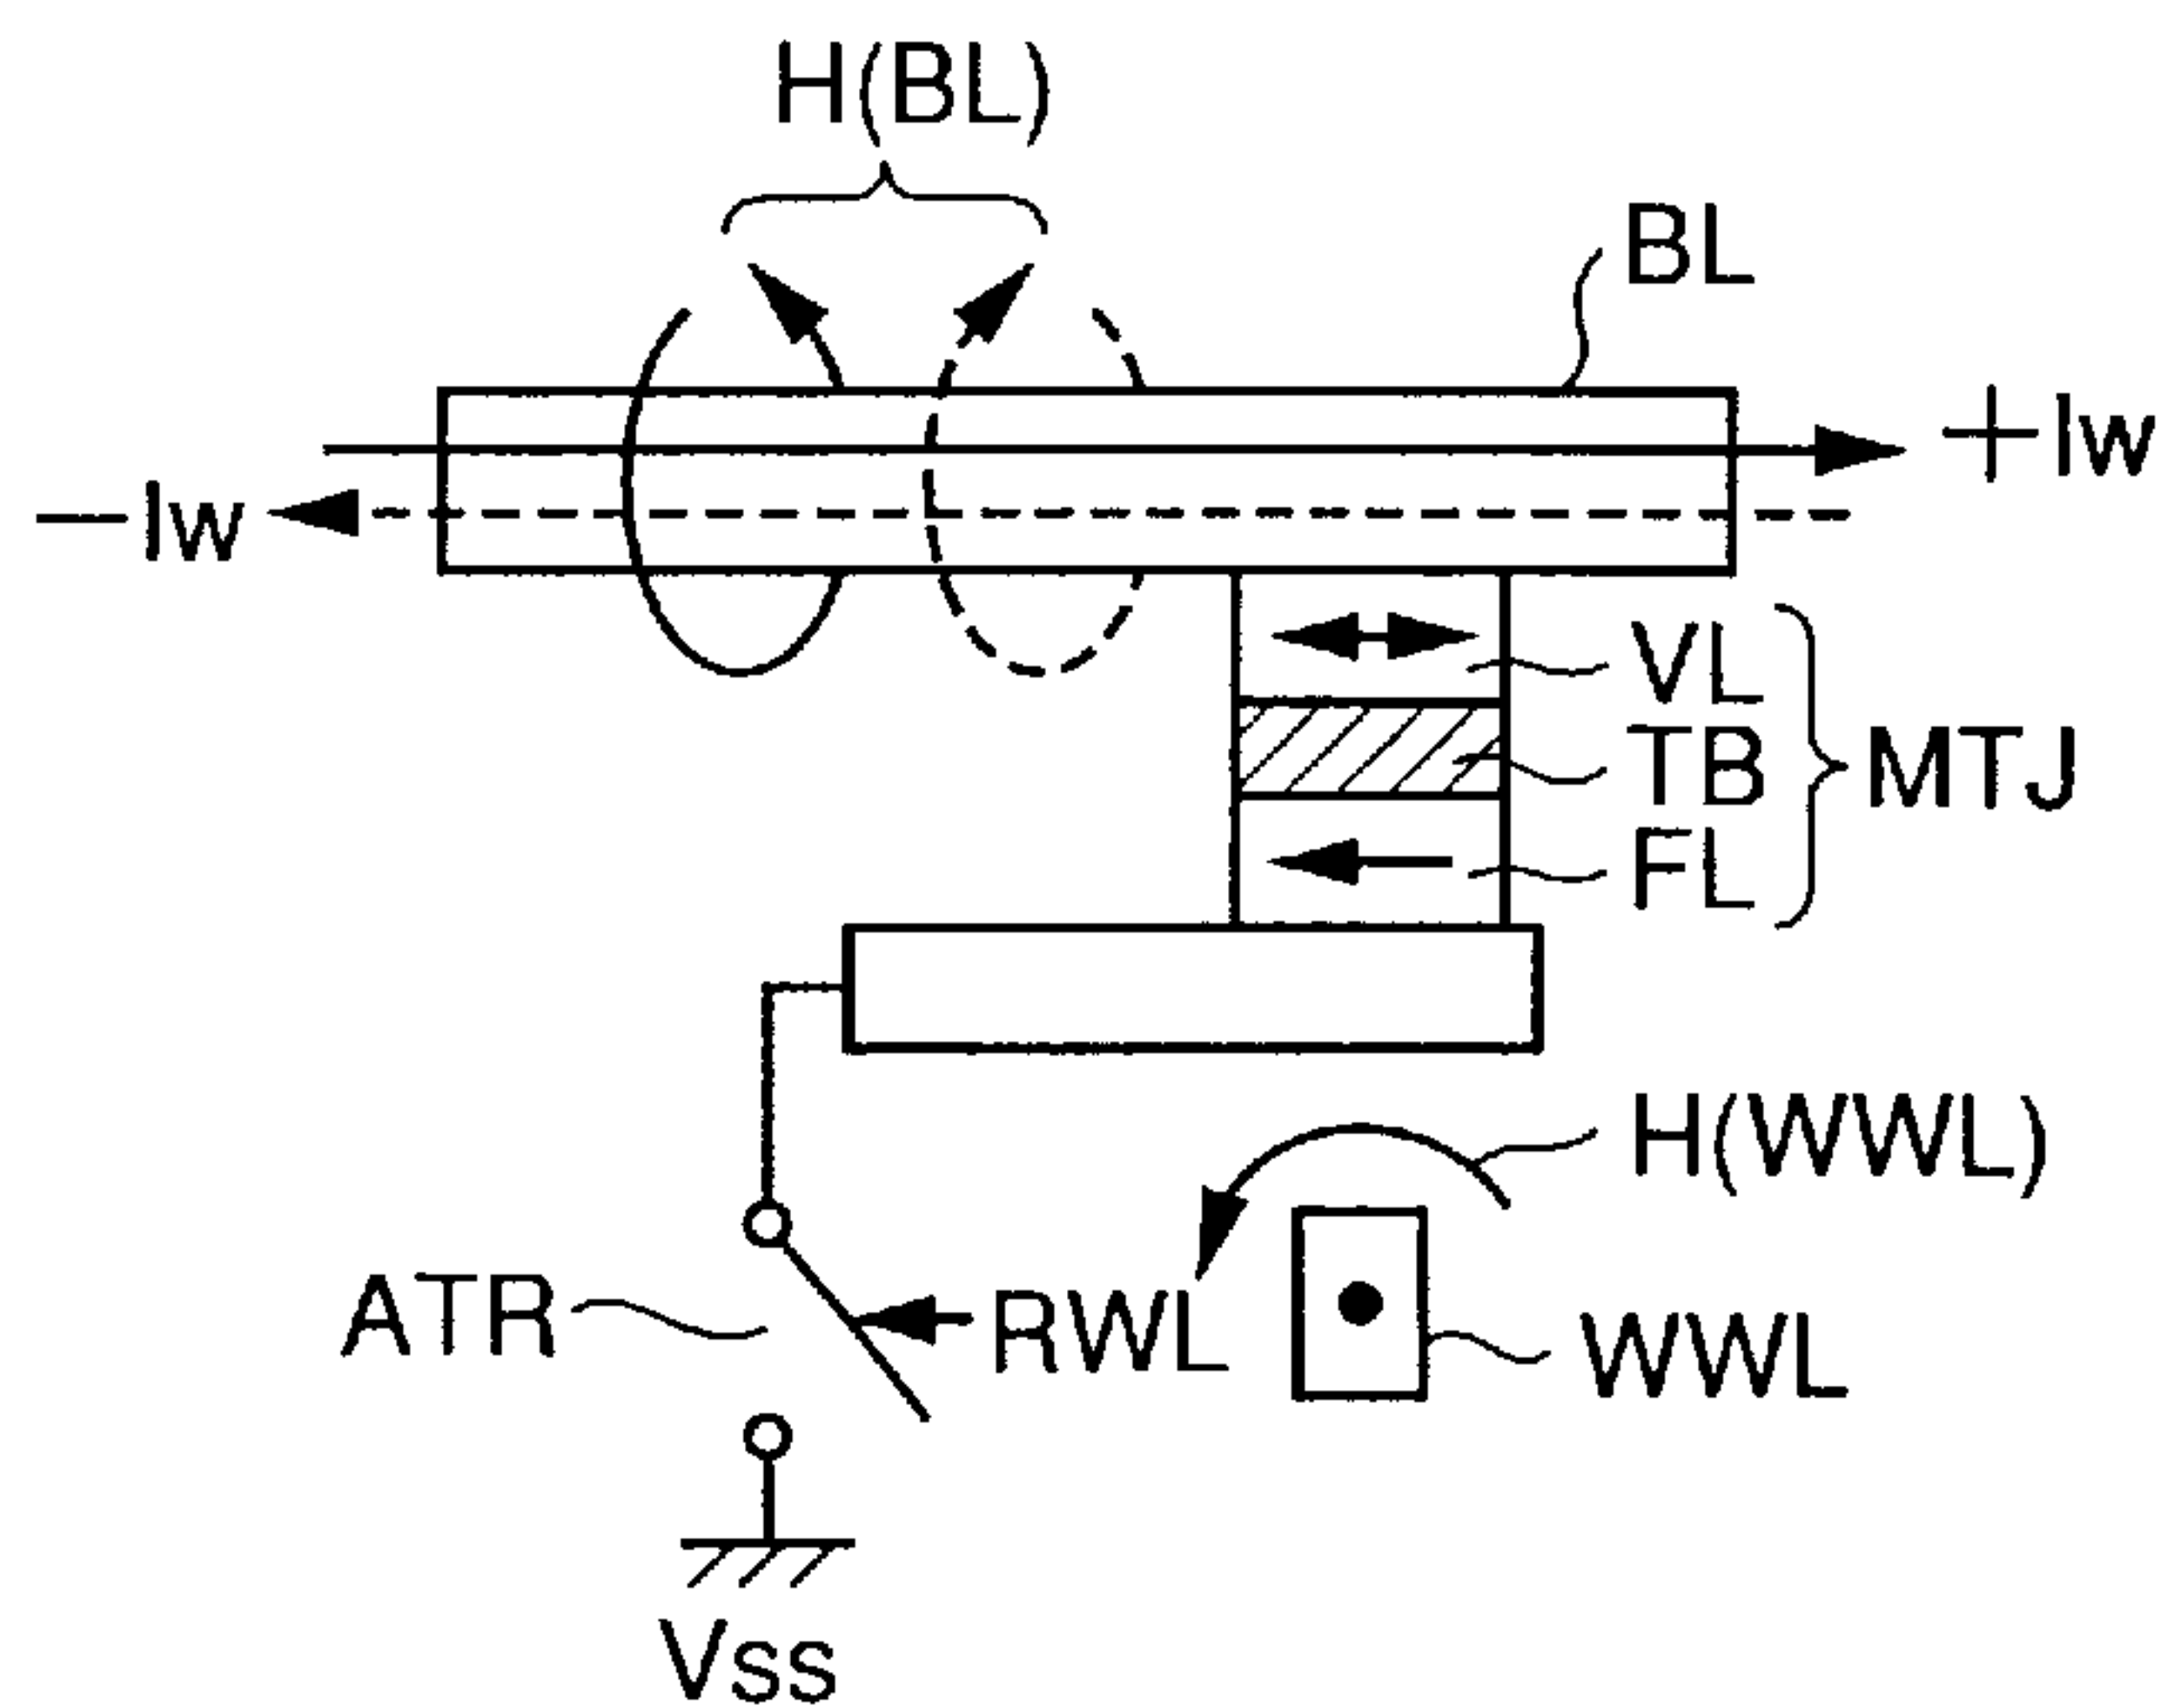 H(BL)
BL
+Iw
−Iw
VL
TB
MTJ
FL
H(WWL)
ATR
RWL
WWL
Vss